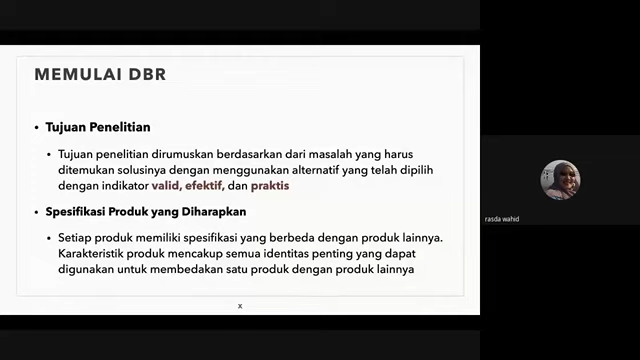 MEMULAI DBR
• Tujuan Penelitian
• Tujuan penelitian dirumuskan berdasarkan dari masalah yang harus
ditemukan solusinya dengan menggunakan alternatif yang telah dipilih
dengan indikator valid, efektif, dan praktis
• Spesifikasi Produk yang Diharapkan
• Setiap produk memiliki spesifikasi yang berbeda dengan produk lainnya.
Karakteristik produk mencakup semua identitas penting yang dapat
digunakan untuk membedakan satu produk dengan produk lainnya
x
rasda wahid